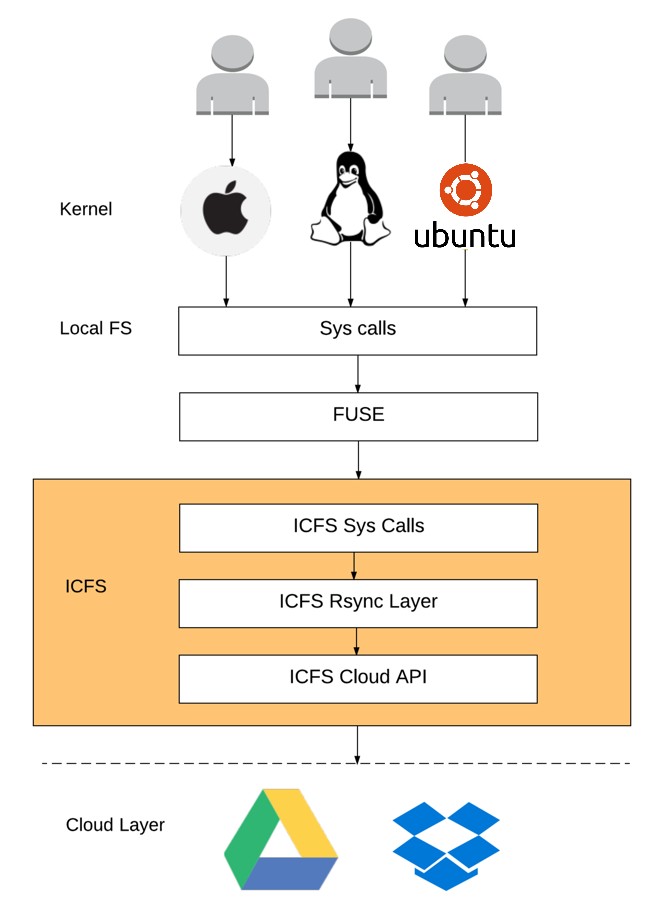 Kernel
ubuntu
Local FS
Sys calls
FUSE
ICFS Sys Calls
ICFS
ICFS Rsync Layer
ICFS Cloud API
Cloud Layer